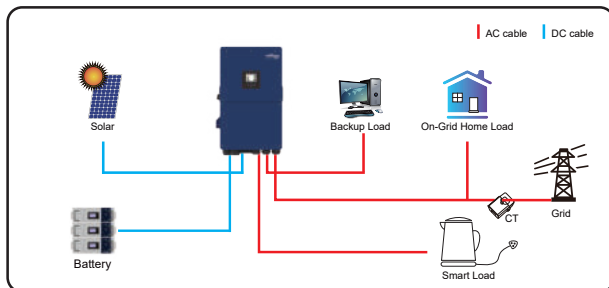 AC cable
DC cable
Solar
Backup Load
On-Grid Home Load
CT
Grid
Battery
Smart Load